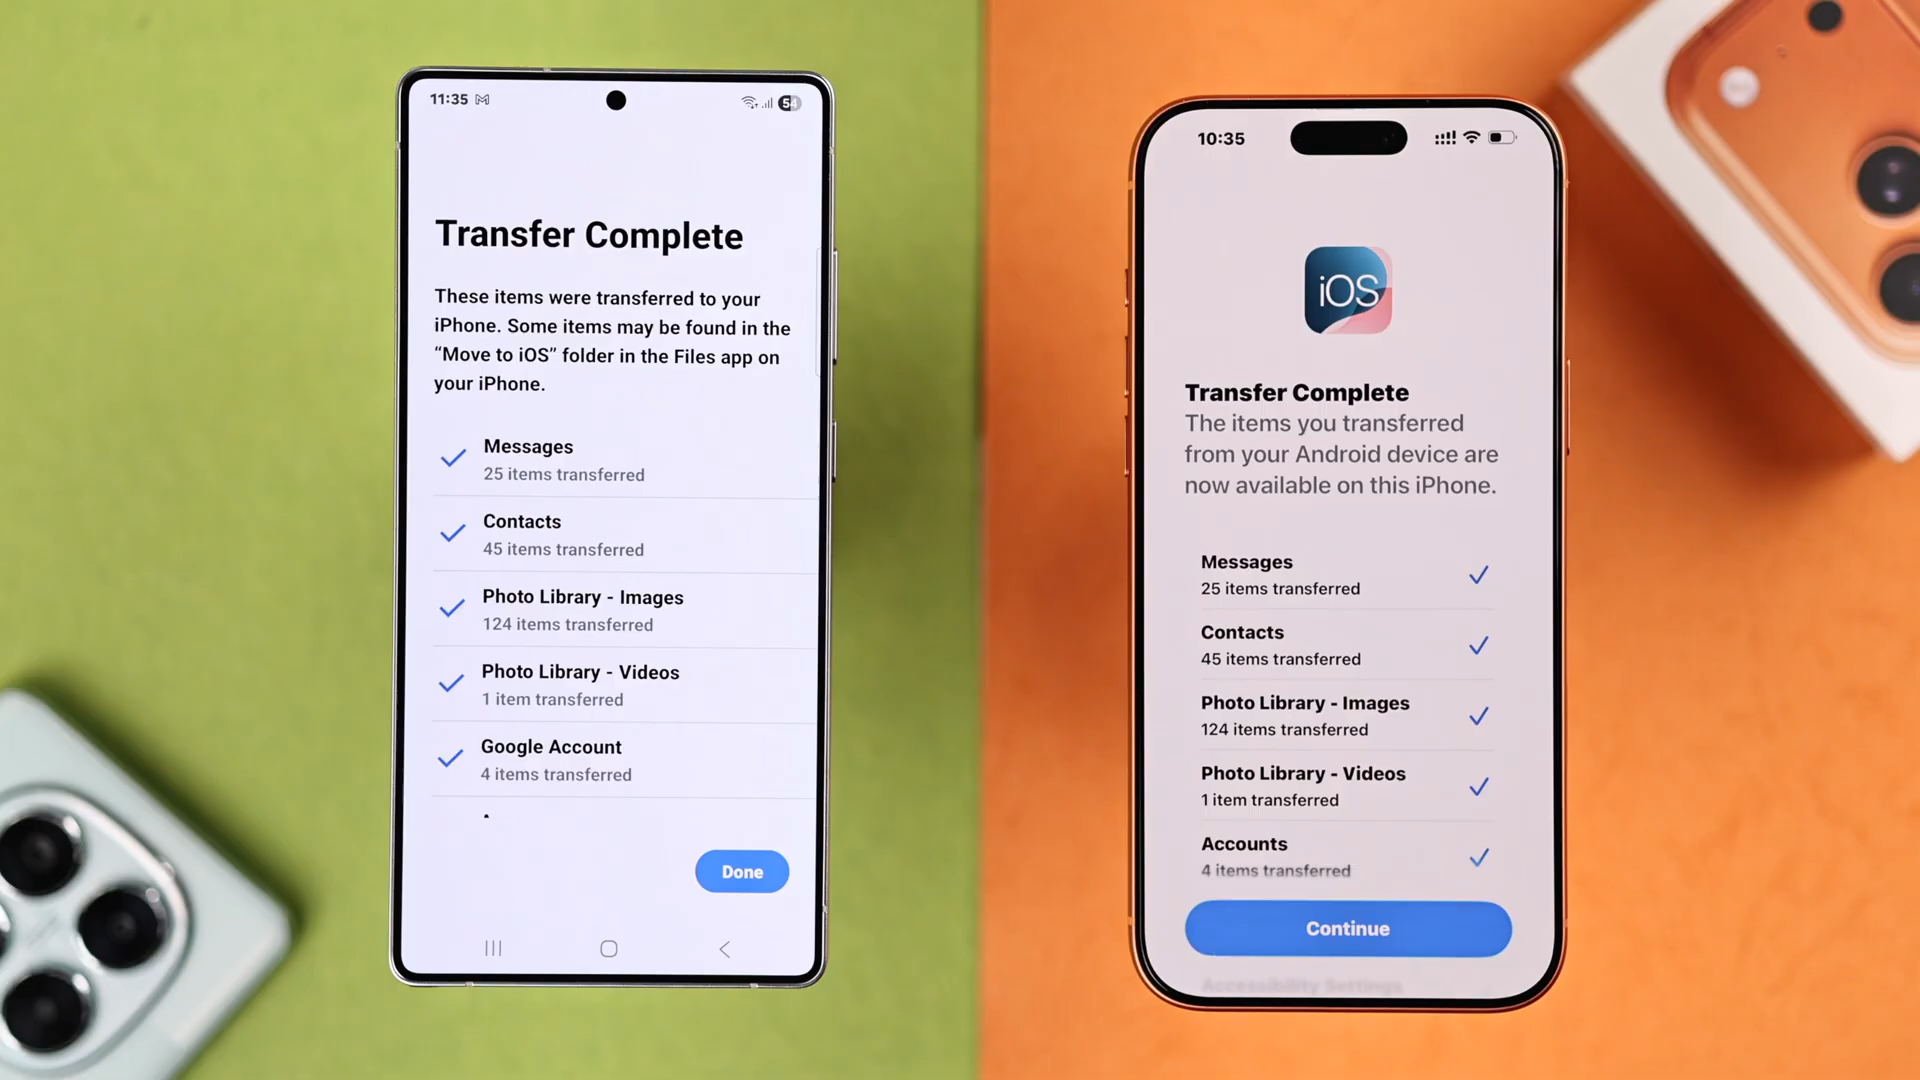 11:35
54
Transfer Complete
These items were transferred to your
iPhone. Some items may be found in the
“Move to iOS” folder in the Files app on
your iPhone.
Messages
25 items transferred
Contacts
45 items transferred
Photo Library - Images
124 items transferred
Photo Library - Videos
1 item transferred
Google Account
4 items transferred
Done
10:35
iOS
Transfer Complete
The items you transferred
from your Android device are
now available on this iPhone.
Messages
25 items transferred
Contacts
45 items transferred
Photo Library - Images
124 items transferred
Photo Library - Videos
1 item transferred
Accounts
4 items transferred
Continue
Accessibility Settings